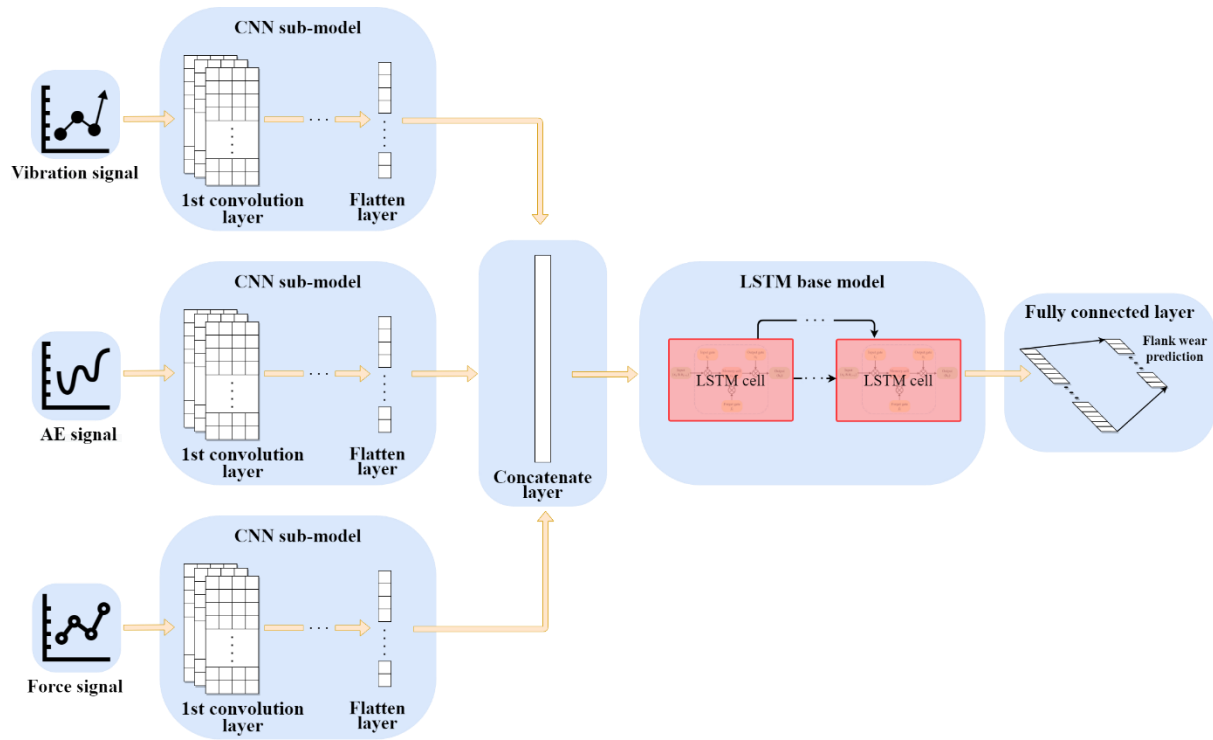 CNN sub-model
Vibration signal
1st convolution
layer
Flatten
layer
CNN sub-model
AE signal
1st convolution
layer
Flatten
layer
CNN sub-model
Force signal
1st convolution
layer
Flatten
layer
Concatenate
layer
LSTM base model
LSTM cell
LSTM cell
Fully connected layer
Flank wear
prediction